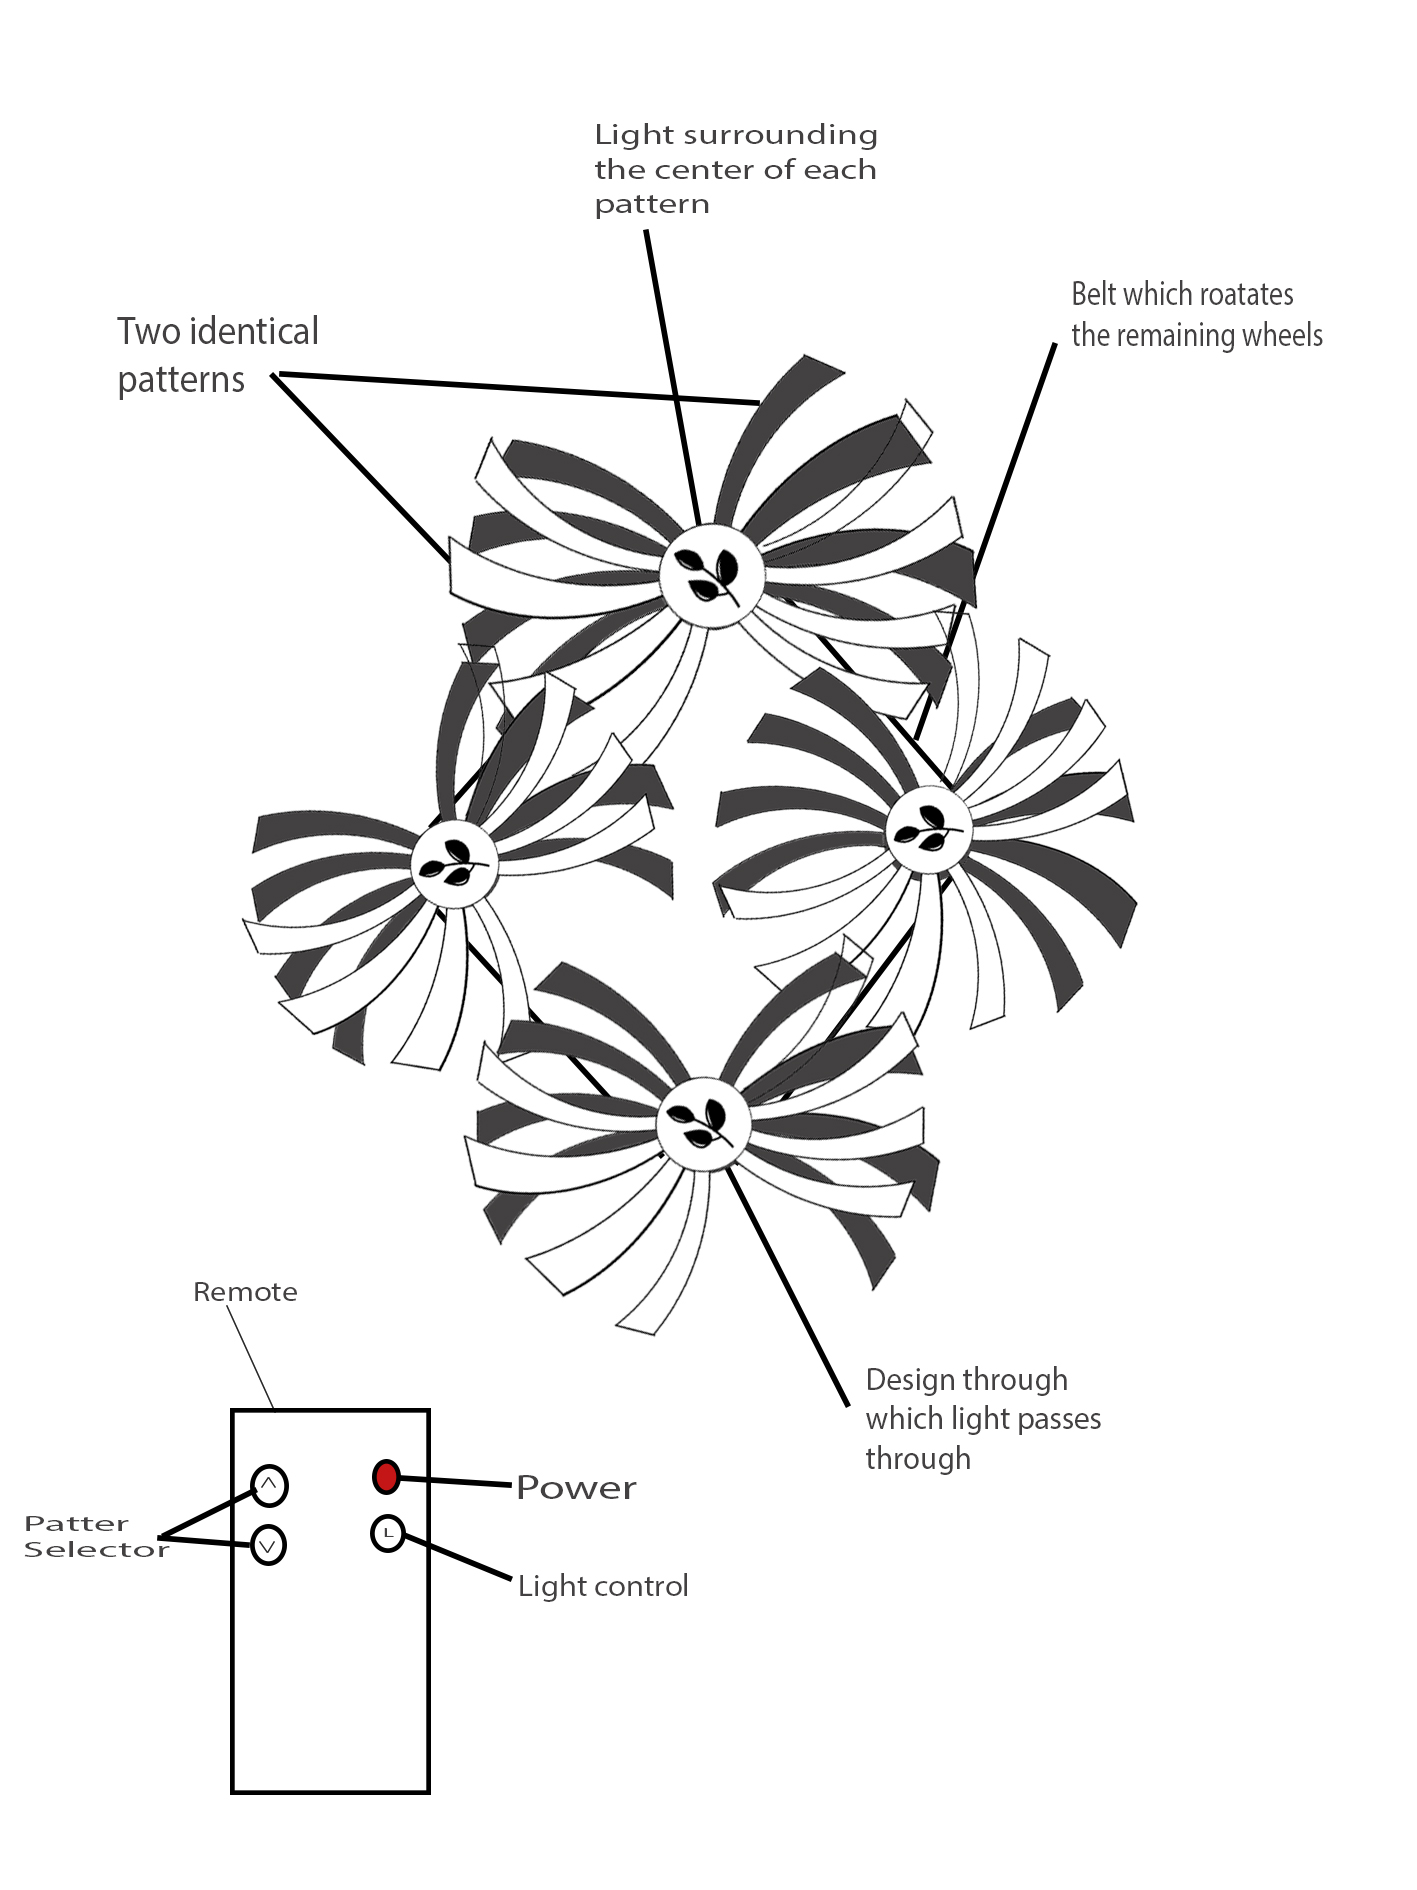 Light surrounding
the center of each
pattern
Belt which roatates
the remaining wheels
Two identical
patterns
Remote
Design through
which light passes
through
Power
Patter
Selector
L
Light control